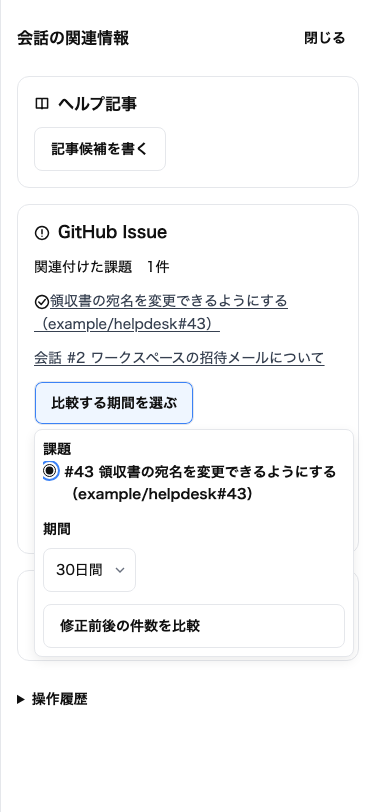 会話の関連情報
閉じる
ヘルプ記事
記事候補を書く
GitHub Issue
関連付けた課題　1件
領収書の宛名を変更できるようにする
（example/helpdesk#43）
会話 #2 ワークスペースの招待メールについて
比較する期間を選ぶ
課題
#43 領収書の宛名を変更できるようにする
（example/helpdesk#43）
期間
30日間
修正前後の件数を比較
操作履歴